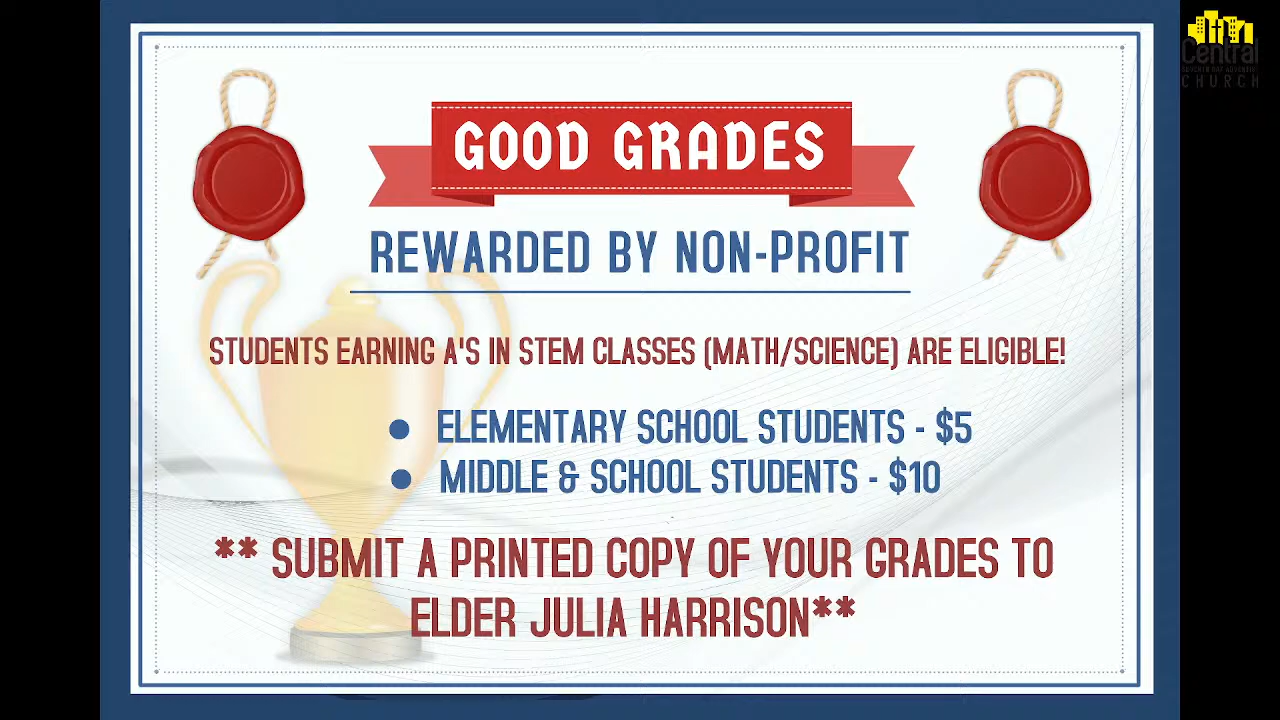 Central
CHURCH
GOOD GRADES
REWARDED BY NON-PROFIT
STUDENTS EARNING A'S IN STEM CLASSES (MATH/SCIENCE) ARE ELIGIBLE!
● ELEMENTARY SCHOOL STUDENTS - $5
● MIDDLE & SCHOOL STUDENTS - $10
** SUBMIT A PRINTED COPY OF YOUR GRADES TO
ELDER JULIA HARRISON**